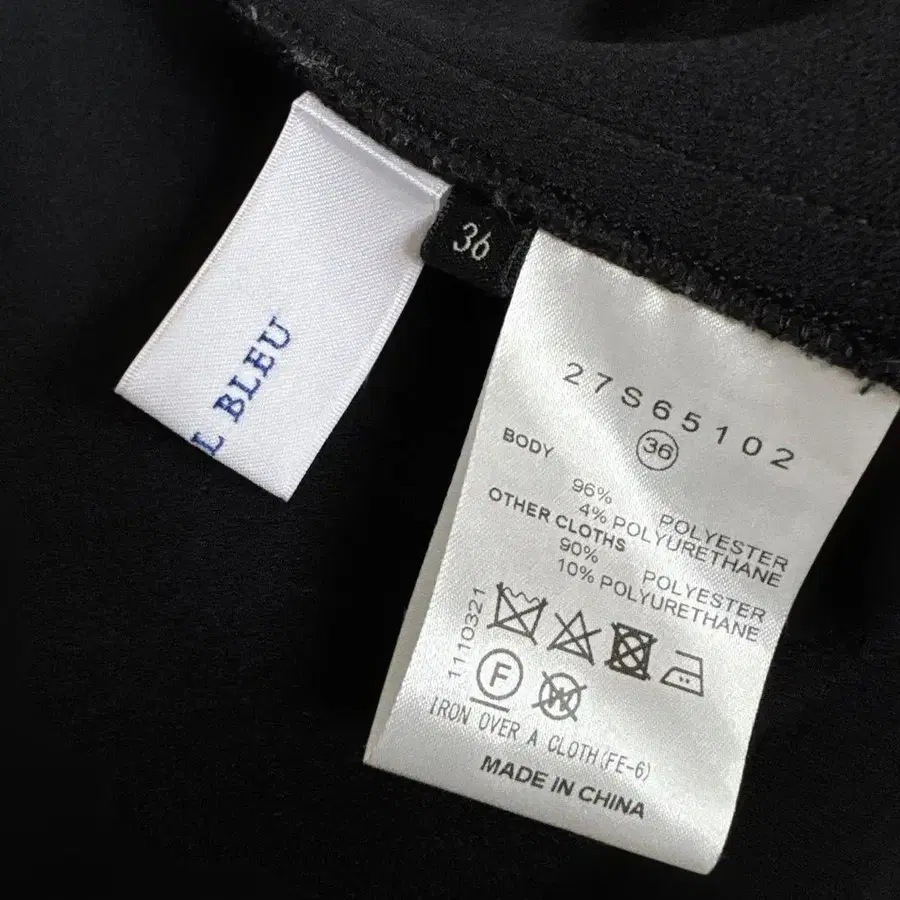 L BLEU
36
27S65102
36
BODY
96% POLYESTER
4% POLYURETHANE
OTHER CLOTHS
90% POLYESTER
10% POLYURETHANE
1110321
F
W
IRON OVER A CLOTH(FE-6)
MADE IN CHINA